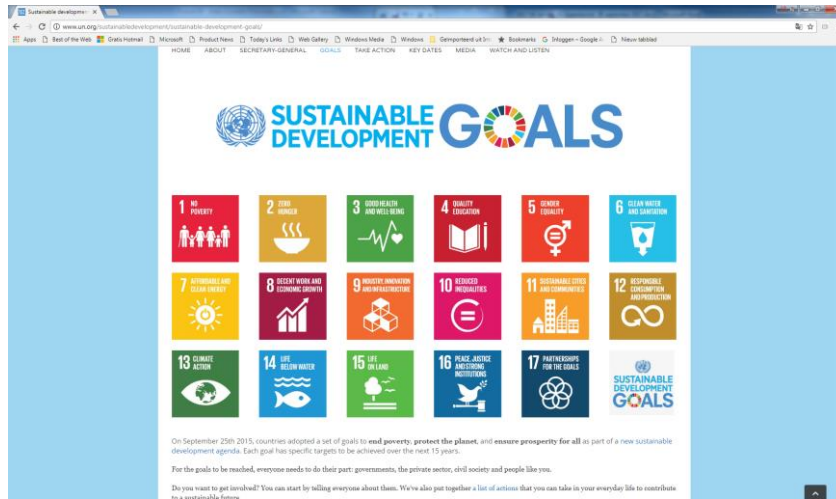 Sustainable developmen
www.un.org/sustainabledevelopment/sustainable-development-goals/
Apps Best of the Web Gratis Hotmail Microsoft Product News Today's Links Web Gallery Windows Media Windows Geïmporteerd uit Int Bookmarks Inloggen - Google A Nieuw tabblad
HOME ABOUT SECRETARY-GENERAL GOALS TAKE ACTION KEY DATES MEDIA WATCH AND LISTEN
SUSTAINABLE
DEVELOPMENT GOALS
1 NO POVERTY
2 ZERO HUNGER
3 GOOD HEALTH AND WELL-BEING
4 QUALITY EDUCATION
5 GENDER EQUALITY
6 CLEAN WATER AND SANITATION
7 AFFORDABLE AND CLEAN ENERGY
8 DECENT WORK AND ECONOMIC GROWTH
9 INDUSTRY, INNOVATION AND INFRASTRUCTURE
10 REDUCED INEQUALITIES
11 SUSTAINABLE CITIES AND COMMUNITIES
12 RESPONSIBLE CONSUMPTION AND PRODUCTION
13 CLIMATE ACTION
14 LIFE BELOW WATER
15 LIFE ON LAND
16 PEACE, JUSTICE AND STRONG INSTITUTIONS
17 PARTNERSHIPS FOR THE GOALS
SUSTAINABLE
DEVELOPMENT
GOALS
On September 25th 2015, countries adopted a set of goals to end poverty, protect the planet, and ensure prosperity for all as part of a new sustainable
development agenda. Each goal has specific targets to be achieved over the next 15 years.
For the goals to be reached, everyone needs to do their part: governments, the private sector, civil society and people like you.
Do you want to get involved? You can start by telling everyone about them. We've also put together a list of actions that you can take in your everyday life to contribute
to a sustainable future.